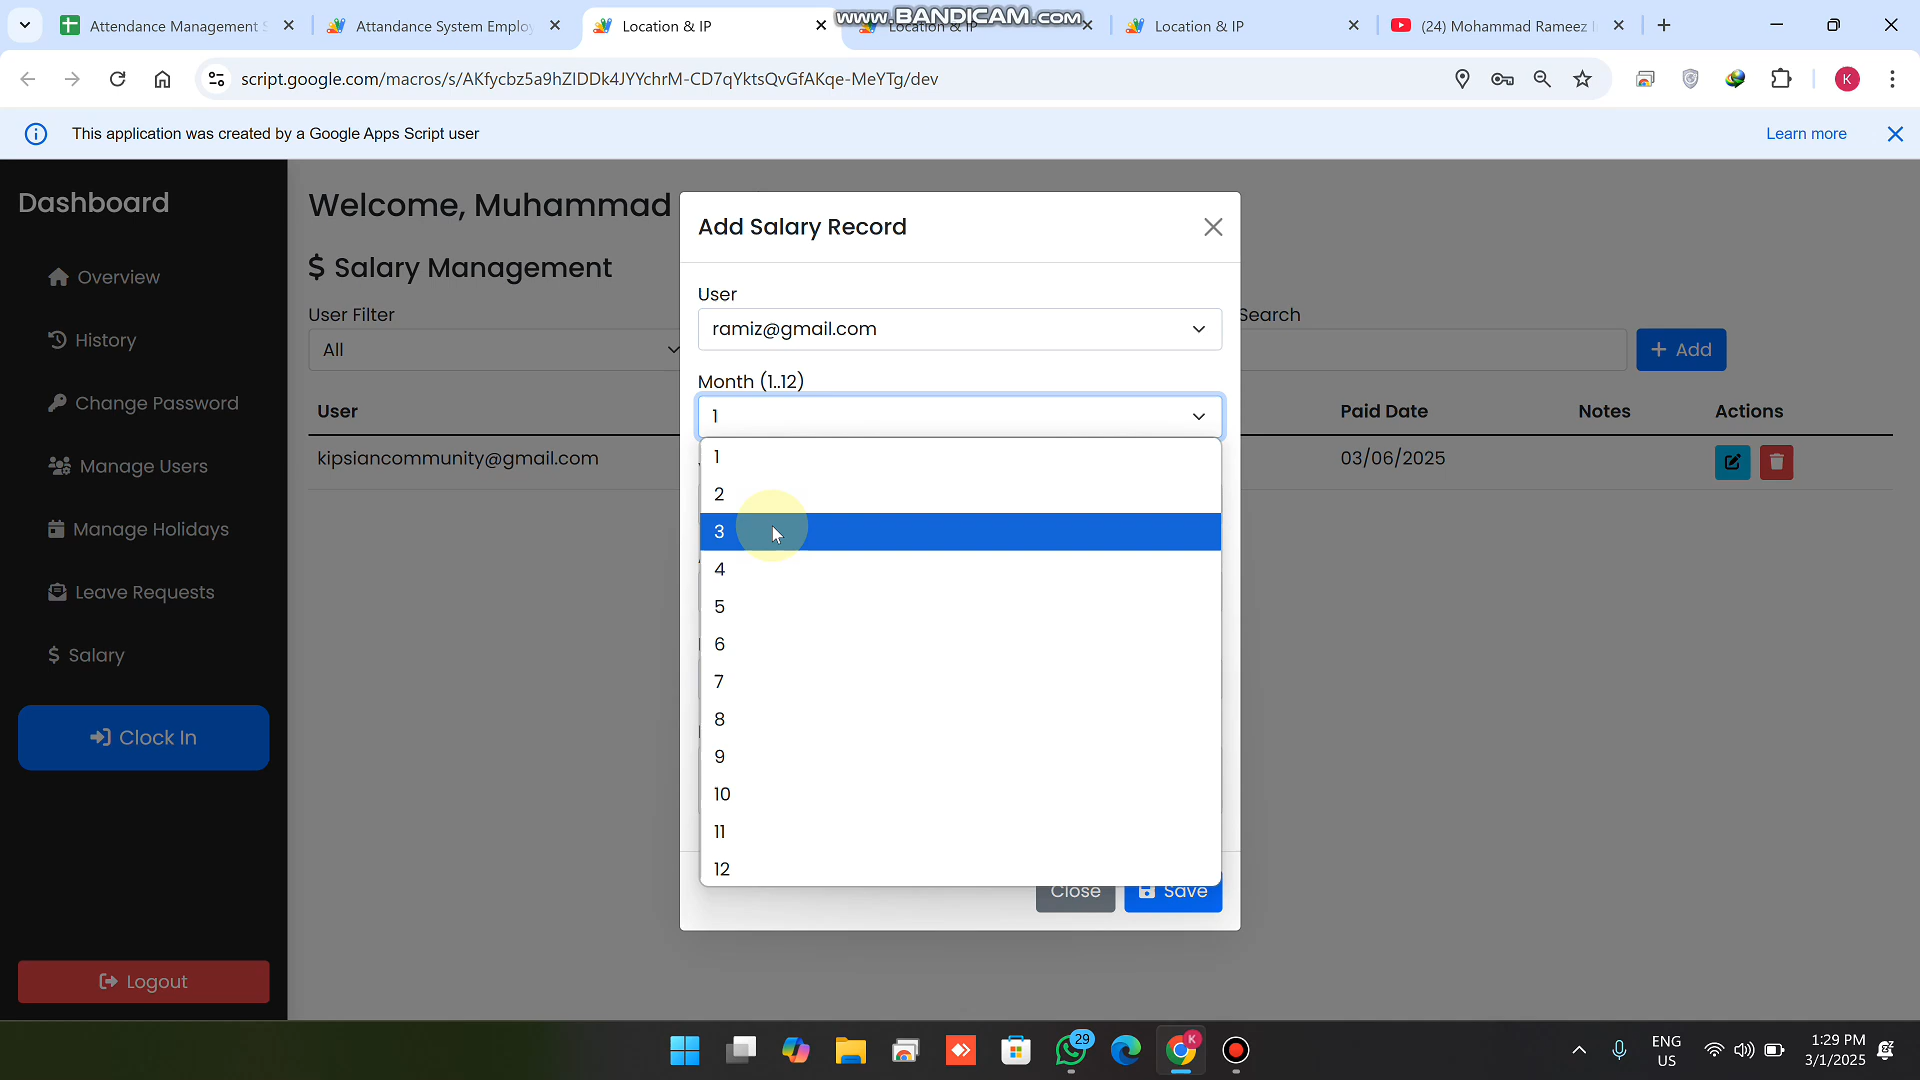 Attendance Management S
Attandance System Employ
Location & IP
Location & IP
Location & IP
(24) Mohammad Rameez I
www.BANDICAM.com
script.google.com/macros/s/AKfycbz5a9hZIDDk4JYYchrM-CD7qYktsQvGfAKqe-MeYTg/dev
K
This application was created by a Google Apps Script user
Learn more
Dashboard
Overview
History
Change Password
Manage Users
Manage Holidays
Leave Requests
$ Salary
Clock In
Logout
Welcome, Muhammad
$ Salary Management
User Filter
All
Search
+ Add
User
Paid Date
Notes
Actions
kipsiancommunity@gmail.com
03/06/2025
Add Salary Record
User
ramiz@gmail.com
Month (1..12)
1
1
2
3
4
5
6
7
8
9
10
11
12
Close
Save
29
K
ENG
US
1:29 PM
3/1/2025